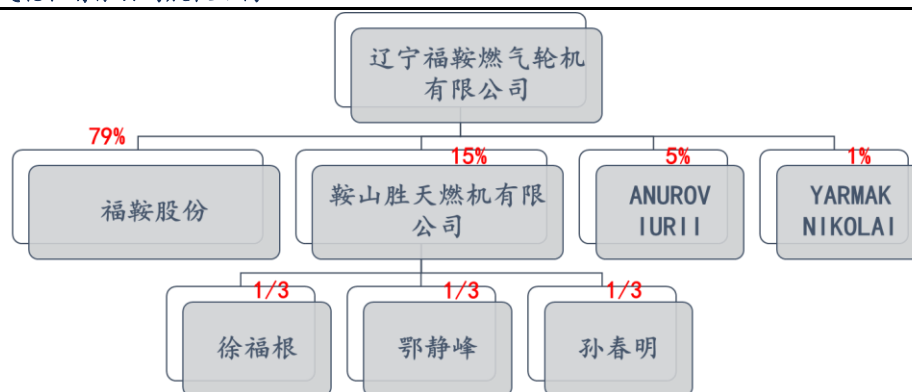 辽宁福鞍燃气轮机
有限公司
79%
15%
5%
1%
福鞍股份
鞍山胜天燃机有限
公司
ANUROV
IURII
YARMAK
NIKOLAI
1/3
1/3
1/3
徐福根
鄂静峰
孙春明